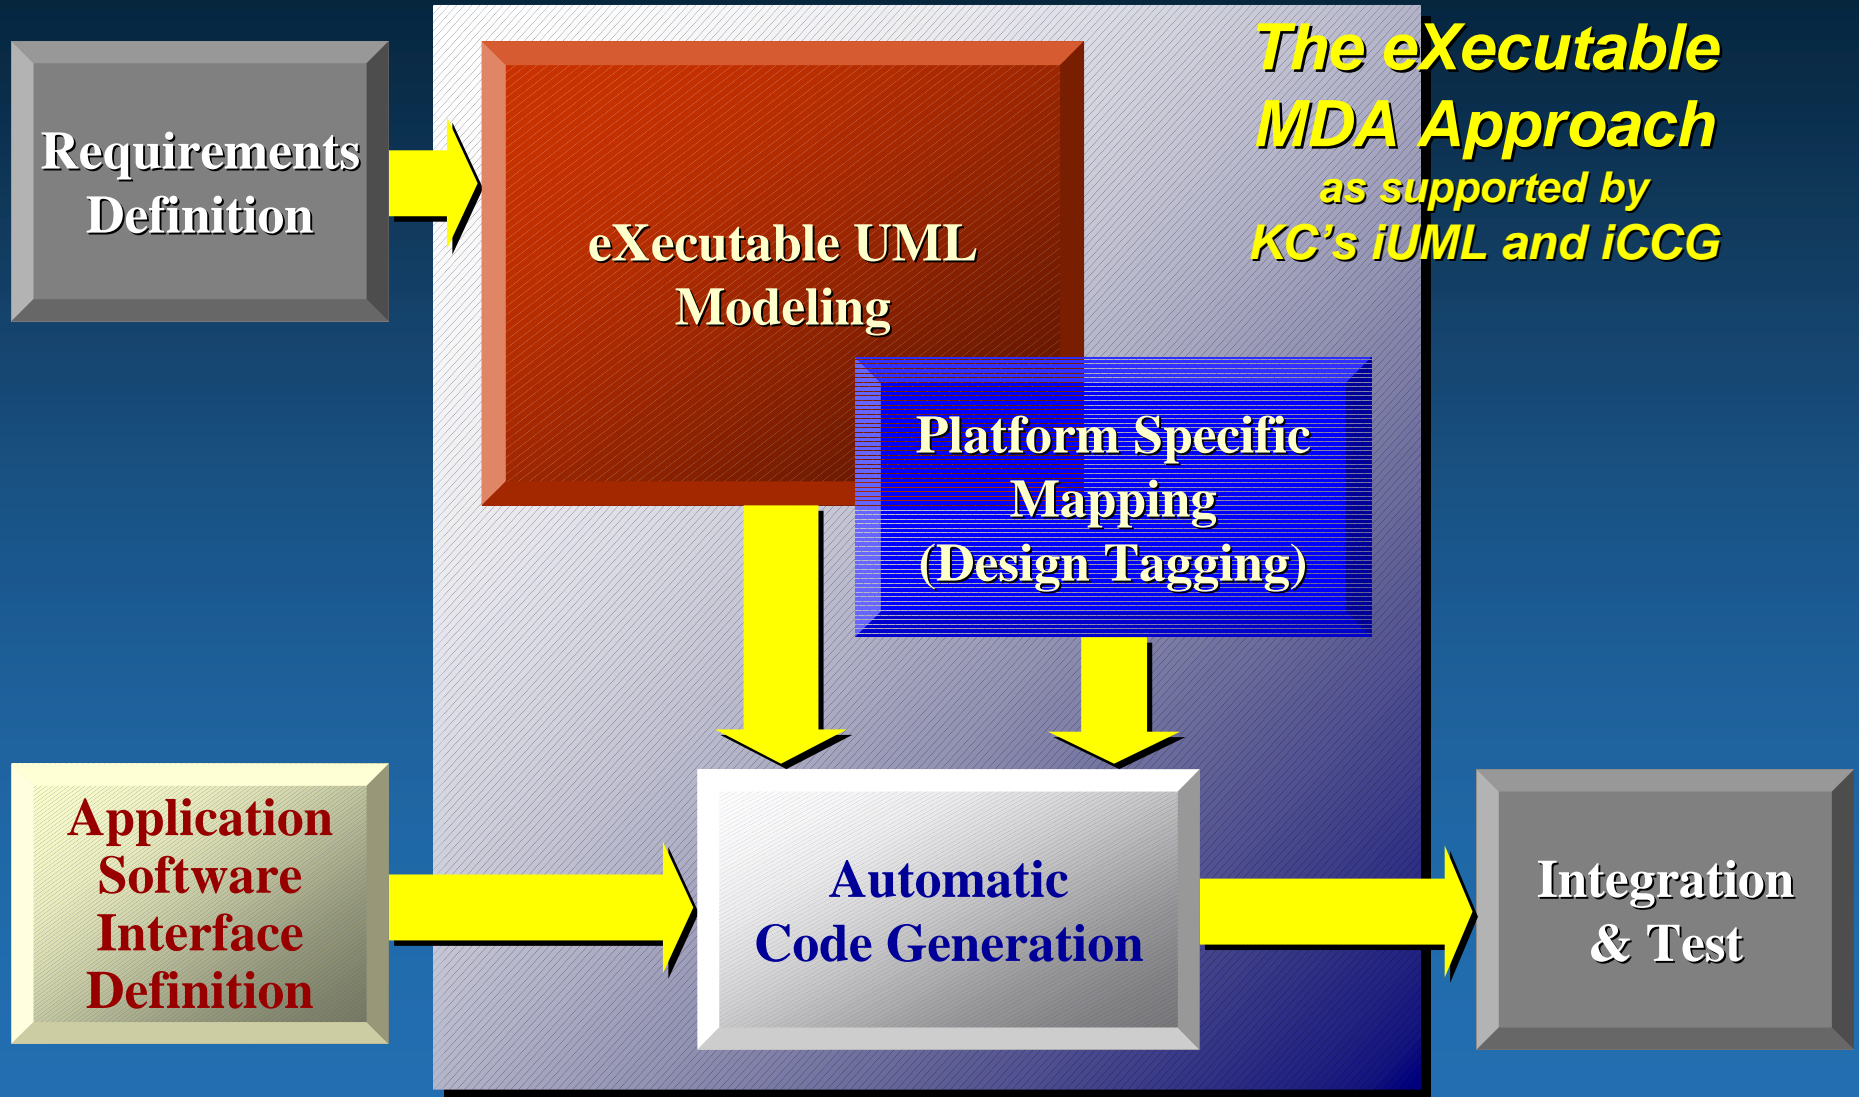 The eXecutable
MDA Approach
as supported by
KC's iUML and iCCG
Requirements
Definition
eXecutable UML
Modeling
Platform Specific
Mapping
(Design Tagging)
Application
Software
Interface
Definition
Automatic
Code Generation
Integration
& Test